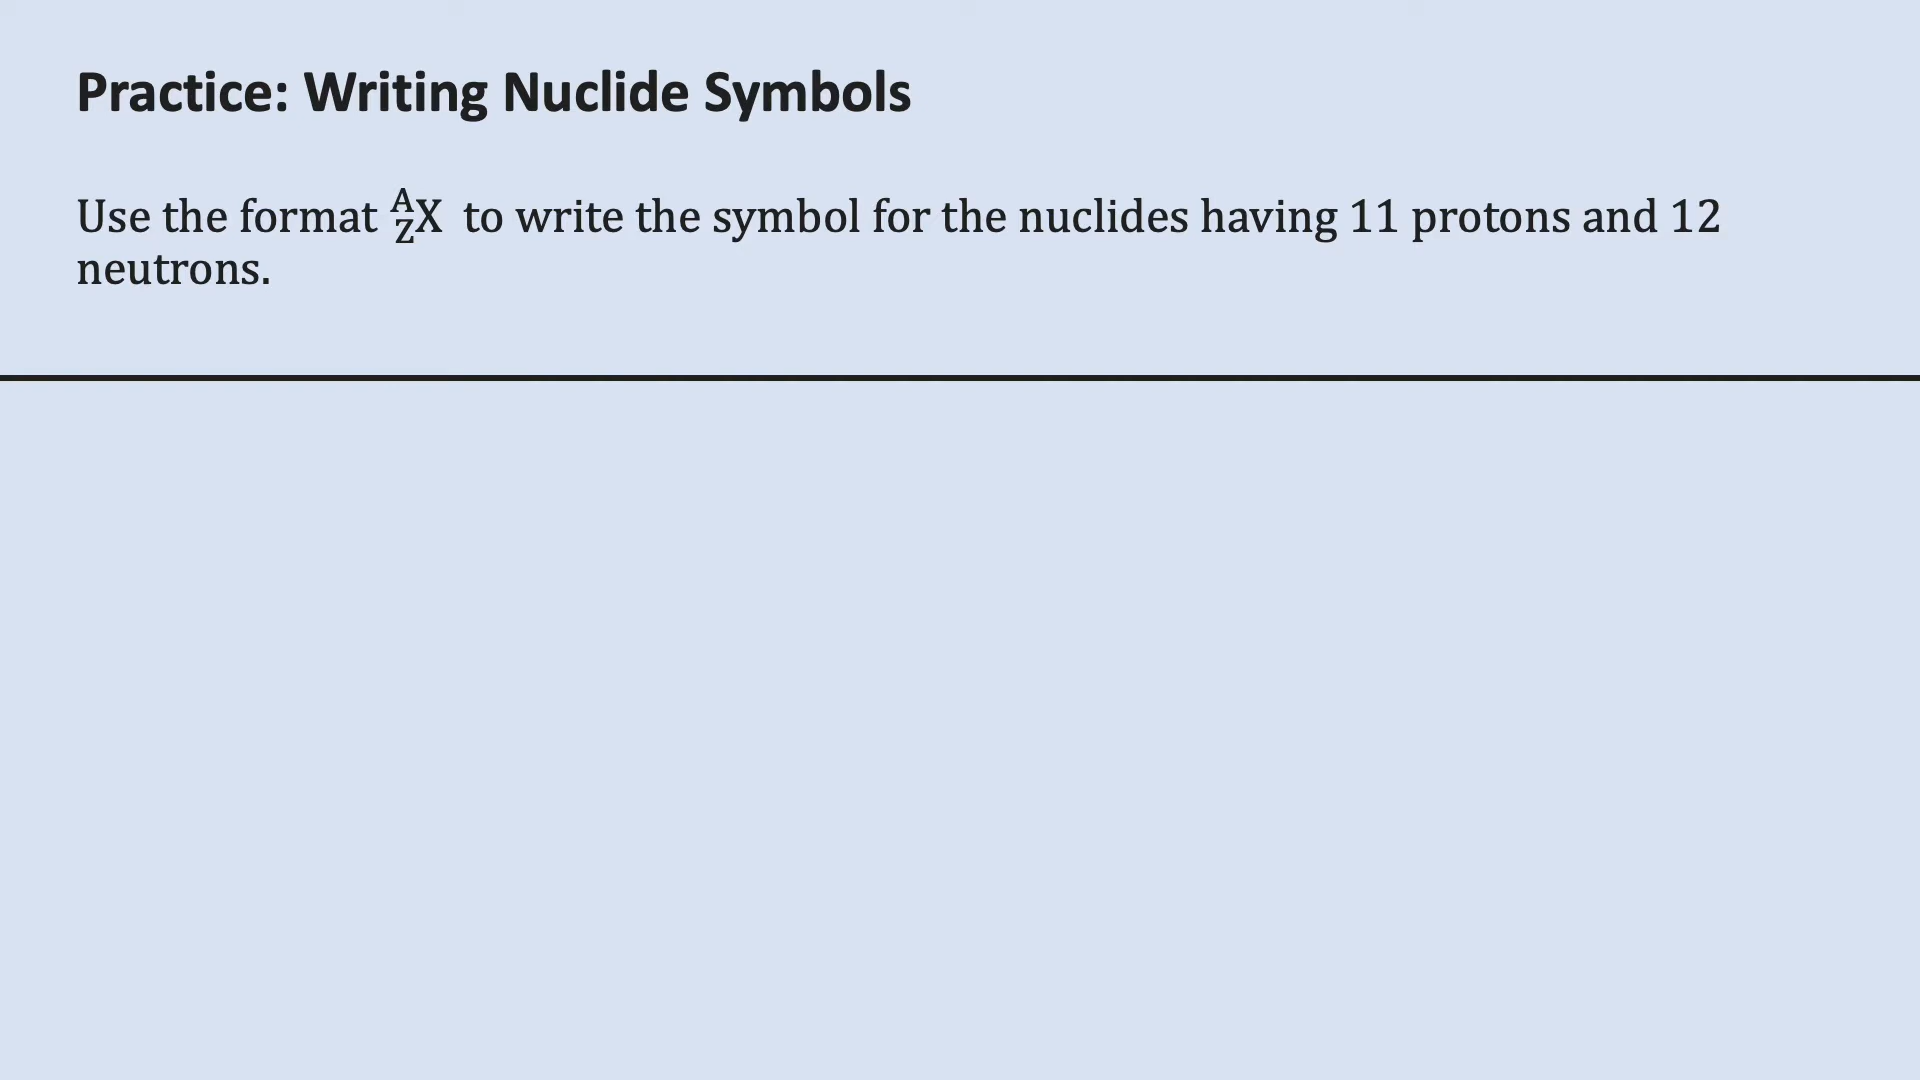 Practice: Writing Nuclide Symbols
Use the format ᴬ_ZX to write the symbol for the nuclides having 11 protons and 12
neutrons.